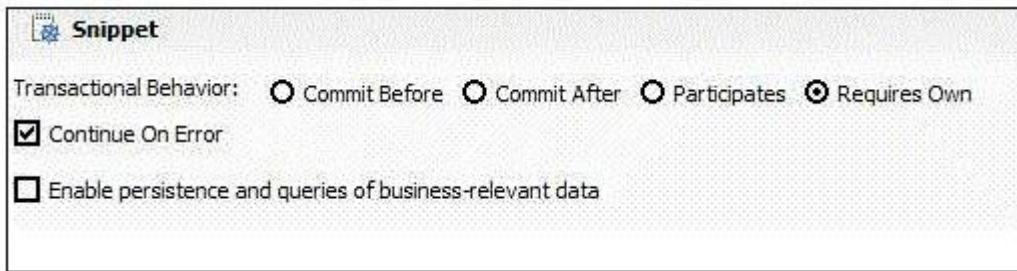 Snippet
Transactional Behavior: Commit Before Commit After Participates Requires Own
Continue On Error
Enable persistence and queries of business-relevant data